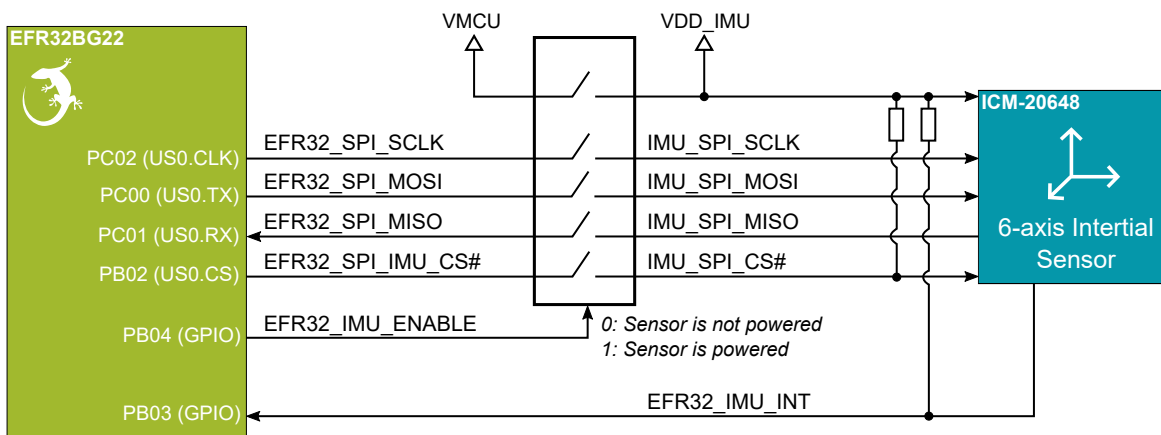 VMCU
VDD_IMU
EFR32BG22
ICM-20648
PC02 (US0.CLK)
EFR32_SPI_SCLK
IMU_SPI_SCLK
PC00 (US0.TX)
EFR32_SPI_MOSI
IMU_SPI_MOSI
PC01 (US0.RX)
EFR32_SPI_MISO
IMU_SPI_MISO
6-axis Intertial
Sensor
PB02 (US0.CS)
EFR32_SPI_IMU_CS#
IMU_SPI_CS#
PB04 (GPIO)
EFR32_IMU_ENABLE
0: Sensor is not powered
1: Sensor is powered
PB03 (GPIO)
EFR32_IMU_INT